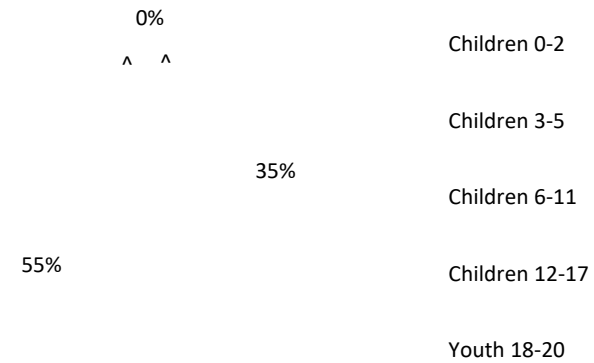 0%
^ ^
Children 0-2
Children 3-5
35%
Children 6-11
55%
Children 12-17
Youth 18-20